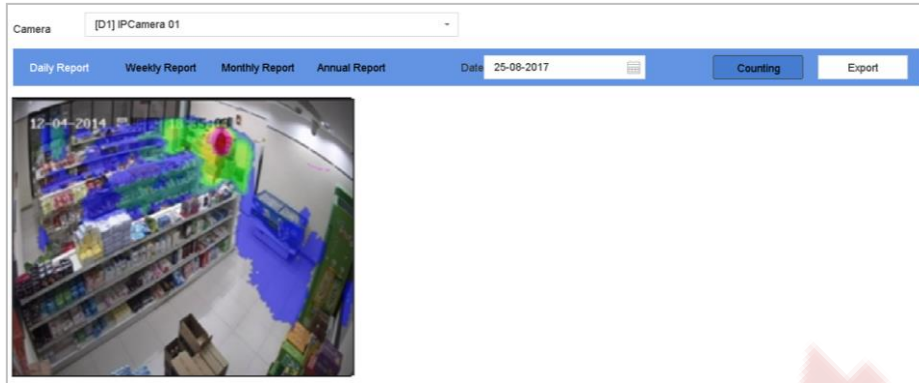 Camera [D1] IPCamera 01
Daily Report Weekly Report Monthly Report Annual Report Date 25-08-2017 Counting Export
12-04-2014